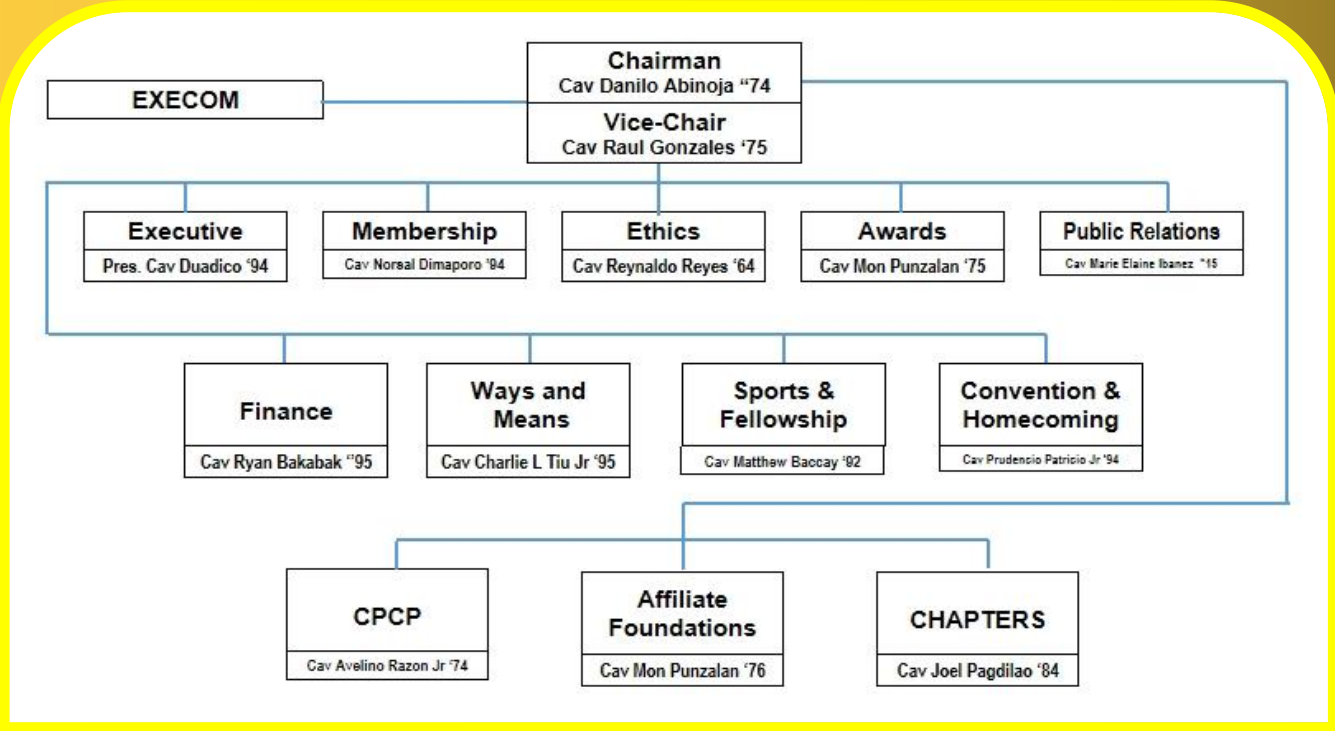 Chairman
Cav Danilo Abinoja “74
EXECOM
Vice-Chair
Cav Raul Gonzales ‘75
Executive
Pres. Cav Duadico ‘94
Membership
Cav Norsal Dimaporo ‘94
Ethics
Cav Reynaldo Reyes ‘64
Awards
Cav Mon Punzalan ‘75
Public Relations
Cav Marie Elaine Ibanez “15
Finance
Cav Ryan Bakabak “95
Ways and
Means
Cav Charlie L Tiu Jr ‘95
Sports &
Fellowship
Cav Matthew Baccay ‘92
Convention &
Homecoming
Cav Prudencio Patricio Jr ‘94
CPCP
Cav Avelino Razon Jr ‘74
Affiliate
Foundations
Cav Mon Punzalan ‘76
CHAPTERS
Cav Joel Pagdilao ‘84